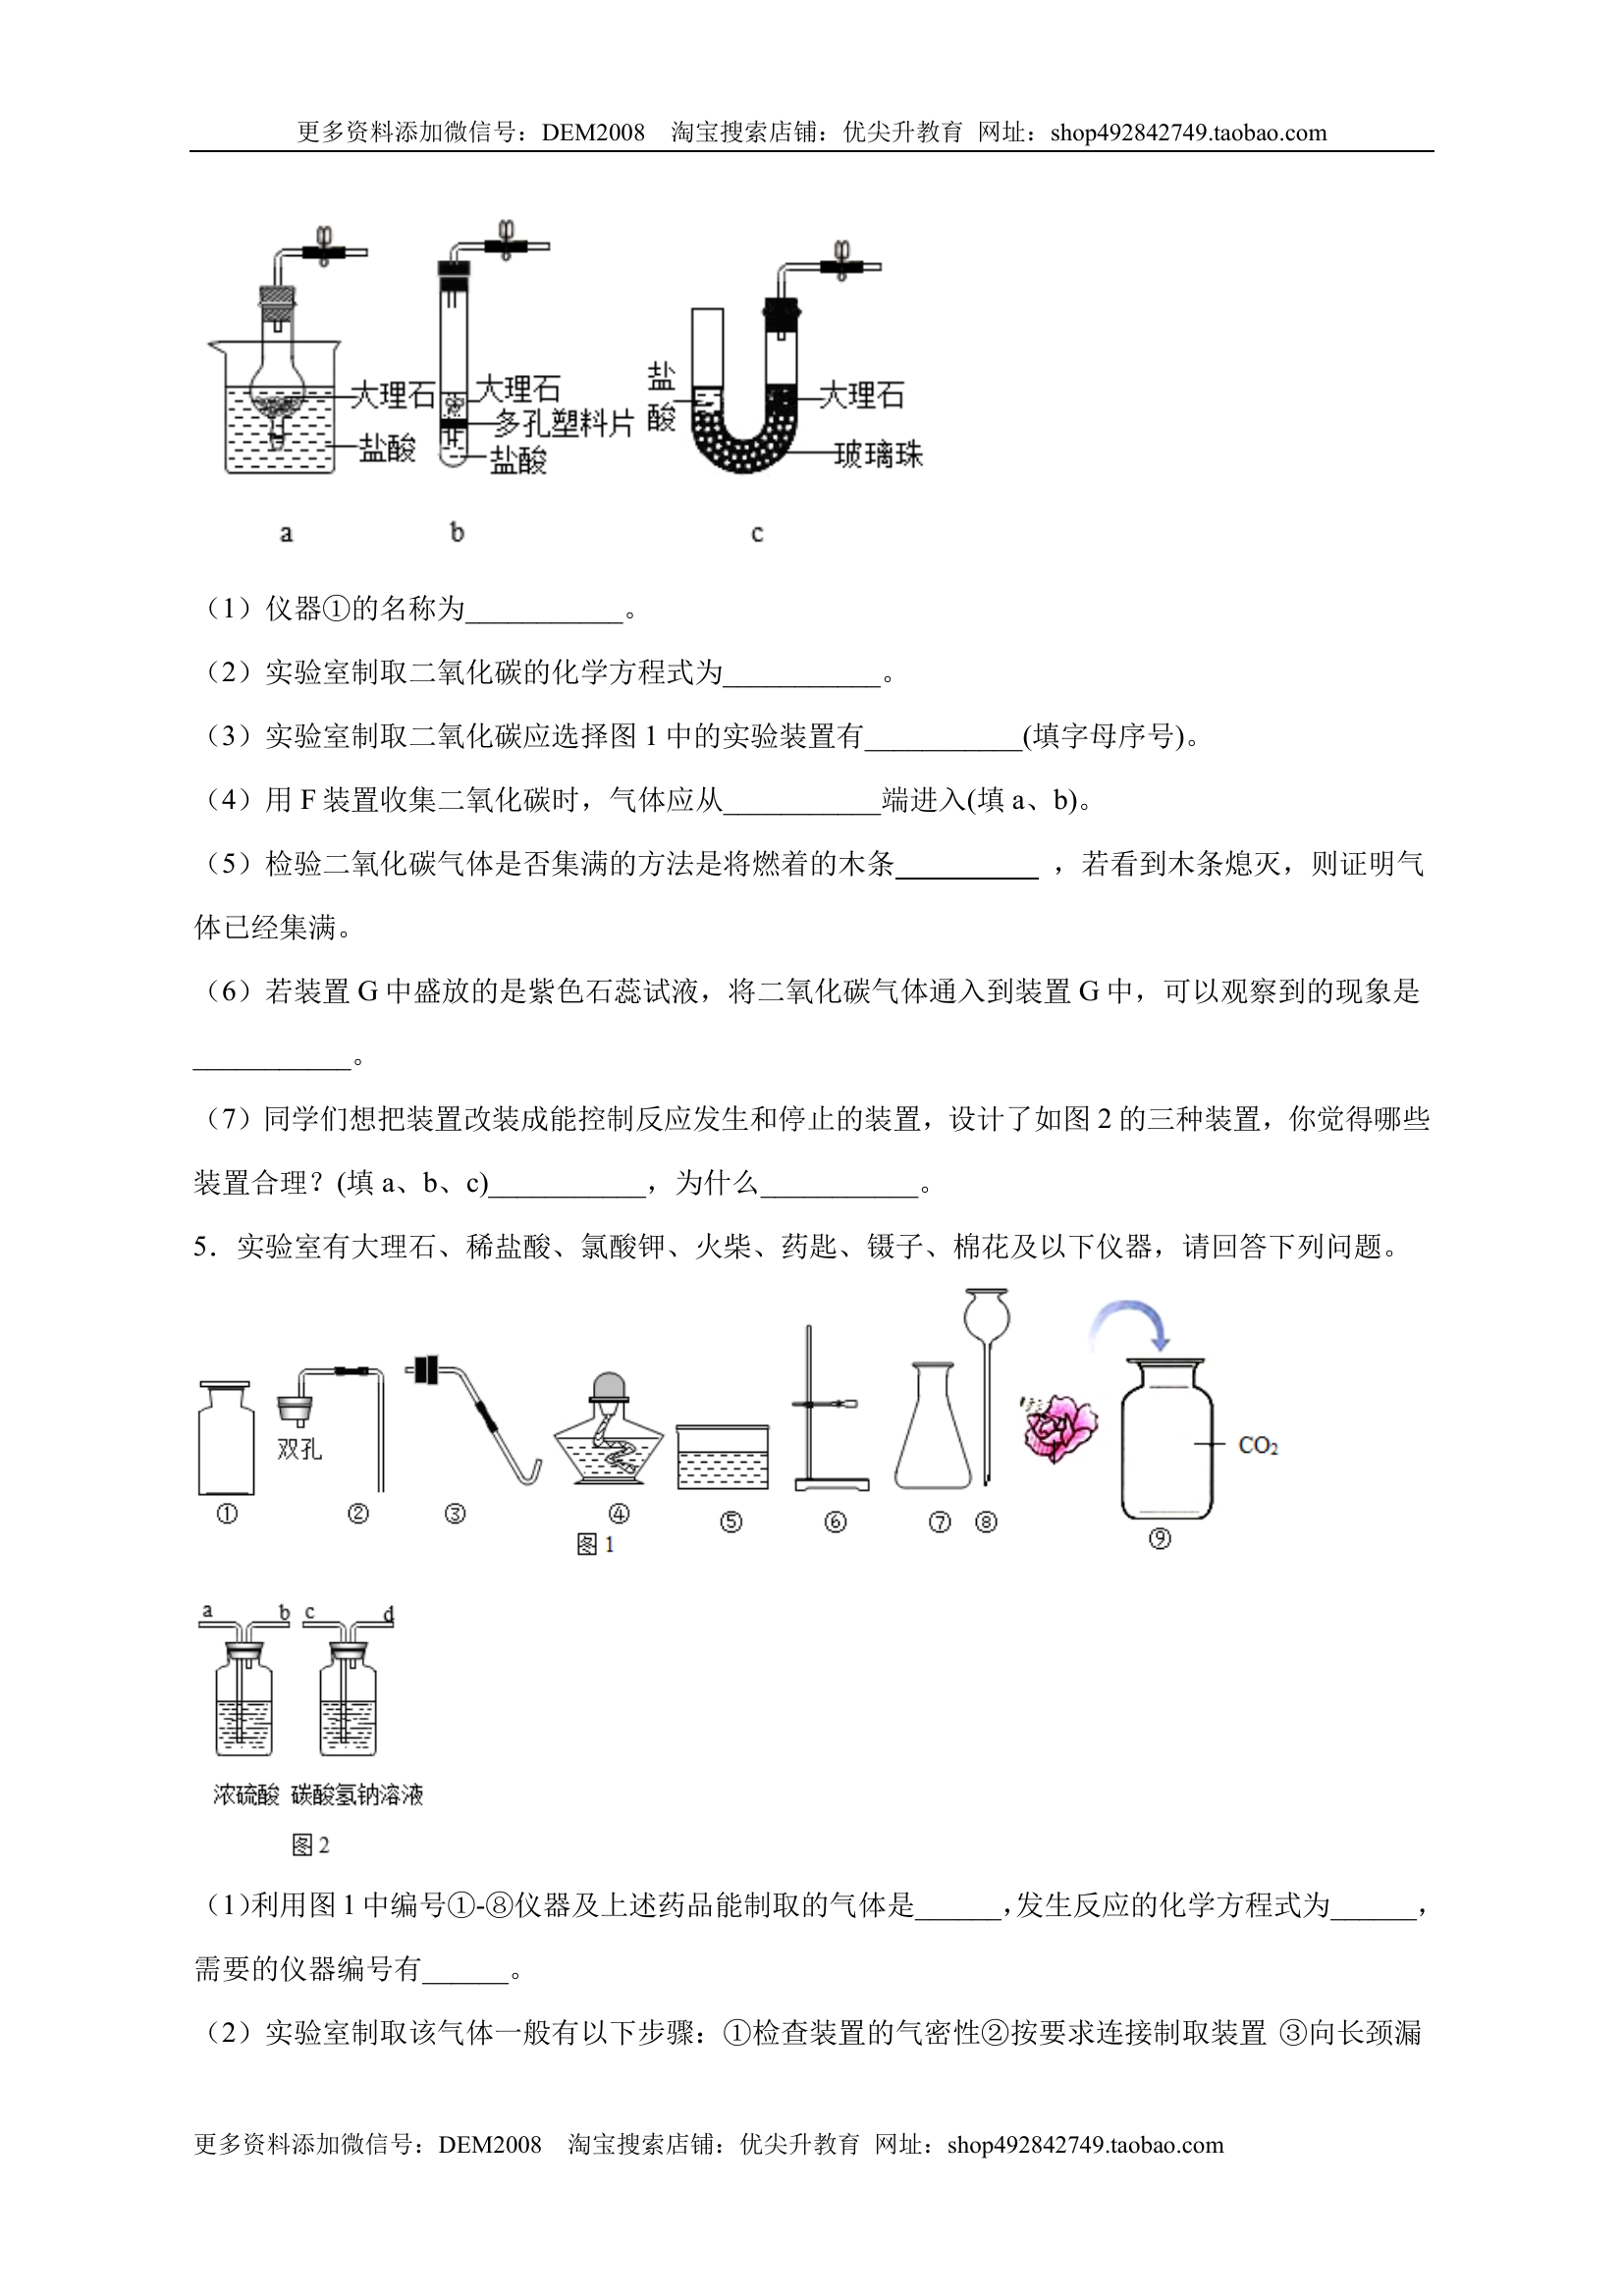 更多资料添加微信号：DEM2008 淘宝搜索店铺：优尖升教育 网址：shop492842749.taobao.com
大理石
盐酸
大理石
多孔塑料片
盐酸
盐
酸
大理石
玻璃珠
a b c
（1）仪器①的名称为___________。
（2）实验室制取二氧化碳的化学方程式为___________。
（3）实验室制取二氧化碳应选择图 1 中的实验装置有___________(填字母序号)。
（4）用 F 装置收集二氧化碳时，气体应从___________端进入(填 a、b)。
（5）检验二氧化碳气体是否集满的方法是将燃着的木条__________ ，若看到木条熄灭，则证明气
体已经集满。
（6）若装置 G 中盛放的是紫色石蕊试液，将二氧化碳气体通入到装置 G 中，可以观察到的现象是
___________。
（7）同学们想把装置改装成能控制反应发生和停止的装置，设计了如图 2 的三种装置，你觉得哪些
装置合理？(填 a、b、c)___________，为什么___________。
5．实验室有大理石、稀盐酸、氯酸钾、火柴、药匙、镊子、棉花及以下仪器，请回答下列问题。
双孔
CO₂
① ② ③ ④ ⑤ ⑥ ⑦ ⑧ ⑨
图 1
a b c d
浓硫酸 碳酸氢钠溶液
图 2
（1）利用图 l 中编号①-⑧仪器及上述药品能制取的气体是______，发生反应的化学方程式为______，
需要的仪器编号有______。
（2）实验室制取该气体一般有以下步骤：①检查装置的气密性②按要求连接制取装置 ③向长颈漏
更多资料添加微信号：DEM2008 淘宝搜索店铺：优尖升教育 网址：shop492842749.taobao.com